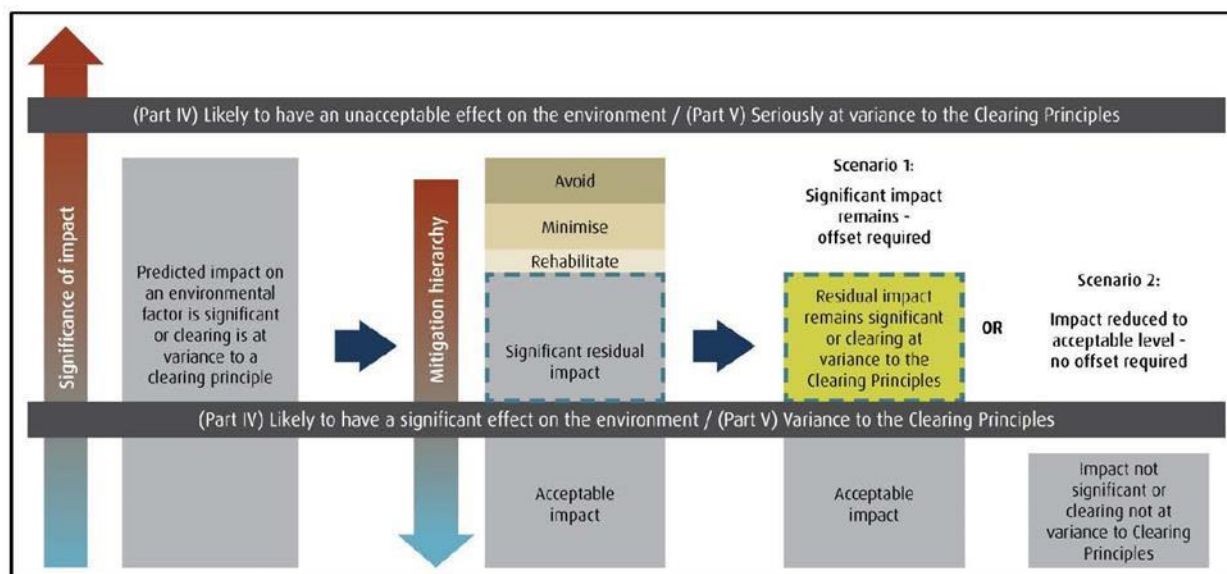 (Part IV) Likely to have an unacceptable effect on the environment / (Part V) Seriously at variance to the Clearing Principles
Significance of impact
Predicted impact on
an environmental
factor is significant
or clearing is at
variance to a
clearing principle
Mitigation hierarchy
Avoid
Minimise
Rehabilitate
Significant residual
impact
Scenario 1:
Significant impact
remains -
offset required
Residual impact
remains significant
or clearing at
variance to the
Clearing Principles
OR
Scenario 2:
Impact reduced to
acceptable level -
no offset required
(Part IV) Likely to have a significant effect on the environment / (Part V) Variance to the Clearing Principles
Acceptable
impact
Acceptable
impact
Impact not
significant or
clearing not at
variance to Clearing
Principles